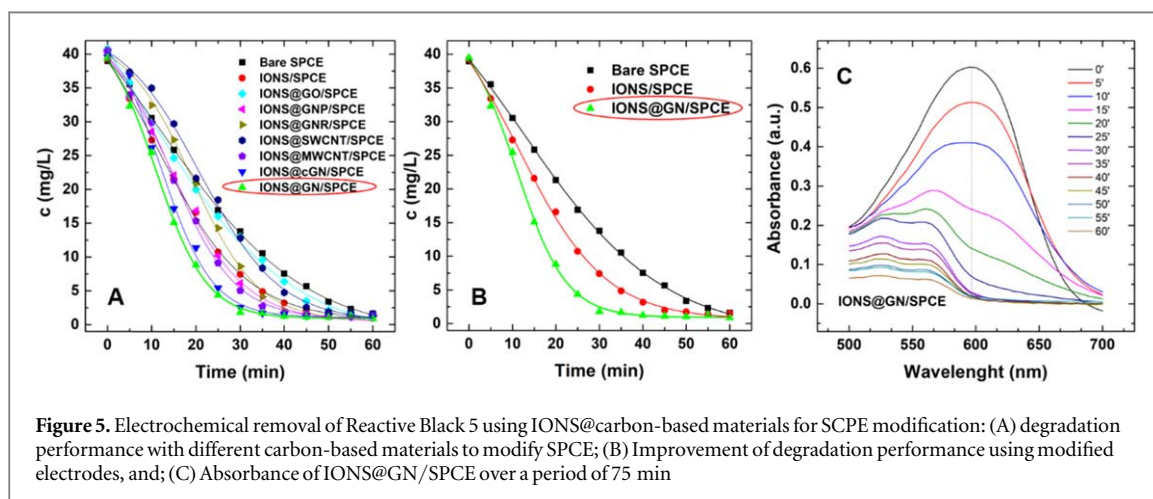 40
35
30
25
20
15
10
5
0
c (mg/L)
Bare SPCE
IONS/SPCE
IONS@GO/SPCE
IONS@GNP/SPCE
IONS@GNR/SPCE
IONS@SWCNT/SPCE
IONS@MWCNT/SPCE
IONS@cGN/SPCE
IONS@GN/SPCE
A
0 10 20 30 40 50 60
Time (min)
40
35
30
25
20
15
10
5
0
c (mg/L)
Bare SPCE
IONS/SPCE
IONS@GN/SPCE
B
0 10 20 30 40 50 60
Time (min)
0.6
0.5
0.4
0.3
0.2
0.1
0.0
Absorbance (a.u.)
C
0'
5'
10'
15'
20'
25'
30'
35'
40'
45'
50'
55'
60'
IONS@GN/SPCE
500 550 600 650 700
Wavelenght (nm)
Figure 5. Electrochemical removal of Reactive Black 5 using IONS@carbon-based materials for SCPE modification: (A) degradation
performance with different carbon-based materials to modify SPCE; (B) Improvement of degradation performance using modified
electrodes, and; (C) Absorbance of IONS@GN/SPCE over a period of 75 min